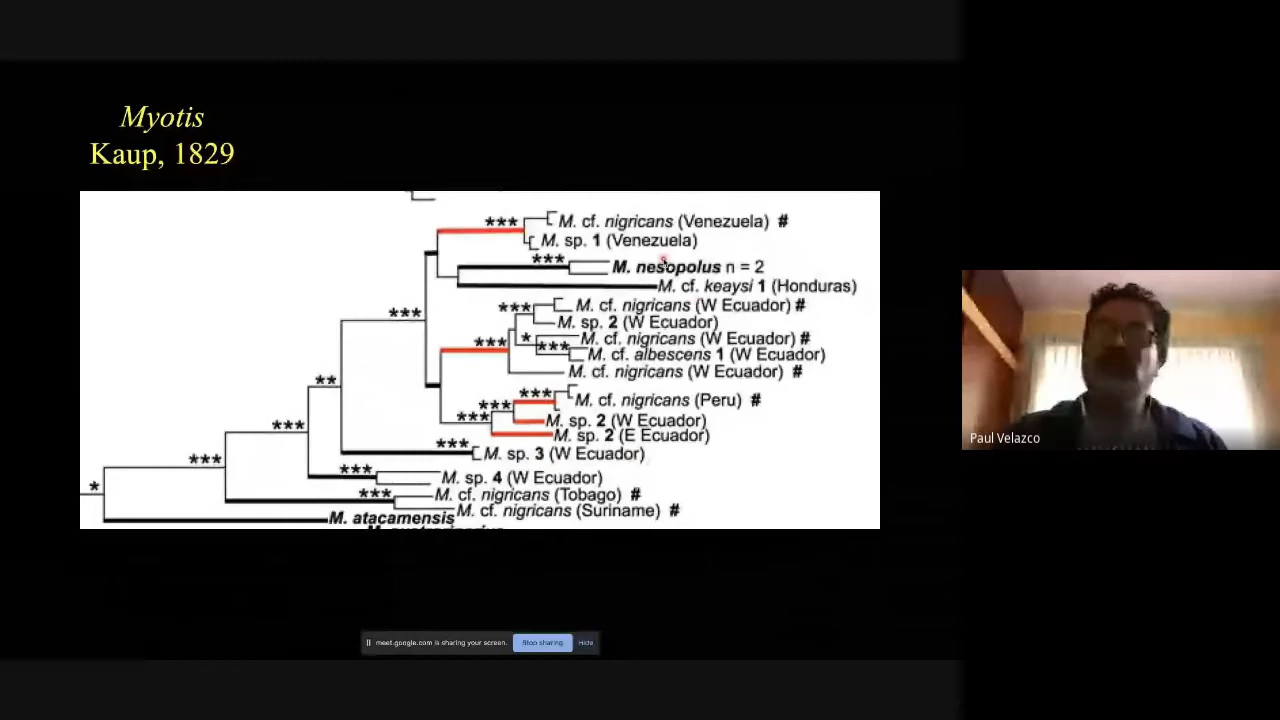 Myotis
Kaup, 1829
*** M. cf. nigricans (Venezuela) #
M. sp. 1 (Venezuela)
*** M. nesopolus n = 2
M. cf. keaysi 1 (Honduras)
*** M. cf. nigricans (W Ecuador) #
*** M. sp. 2 (W Ecuador)
* M. cf. nigricans (W Ecuador) #
*** *** M. cf. albescens 1 (W Ecuador)
M. cf. nigricans (W Ecuador) #
** *** M. cf. nigricans (Peru) #
*** *** M. sp. 2 (W Ecuador)
*** M. sp. 2 (E Ecuador)
*** M. sp. 3 (W Ecuador)
*** *** M. sp. 4 (W Ecuador)
* *** M. cf. nigricans (Tobago) #
M. cf. nigricans (Suriname) #
M. atacamensis
Paul Velazco
meet.google.com is sharing your screen. Stop sharing Hide